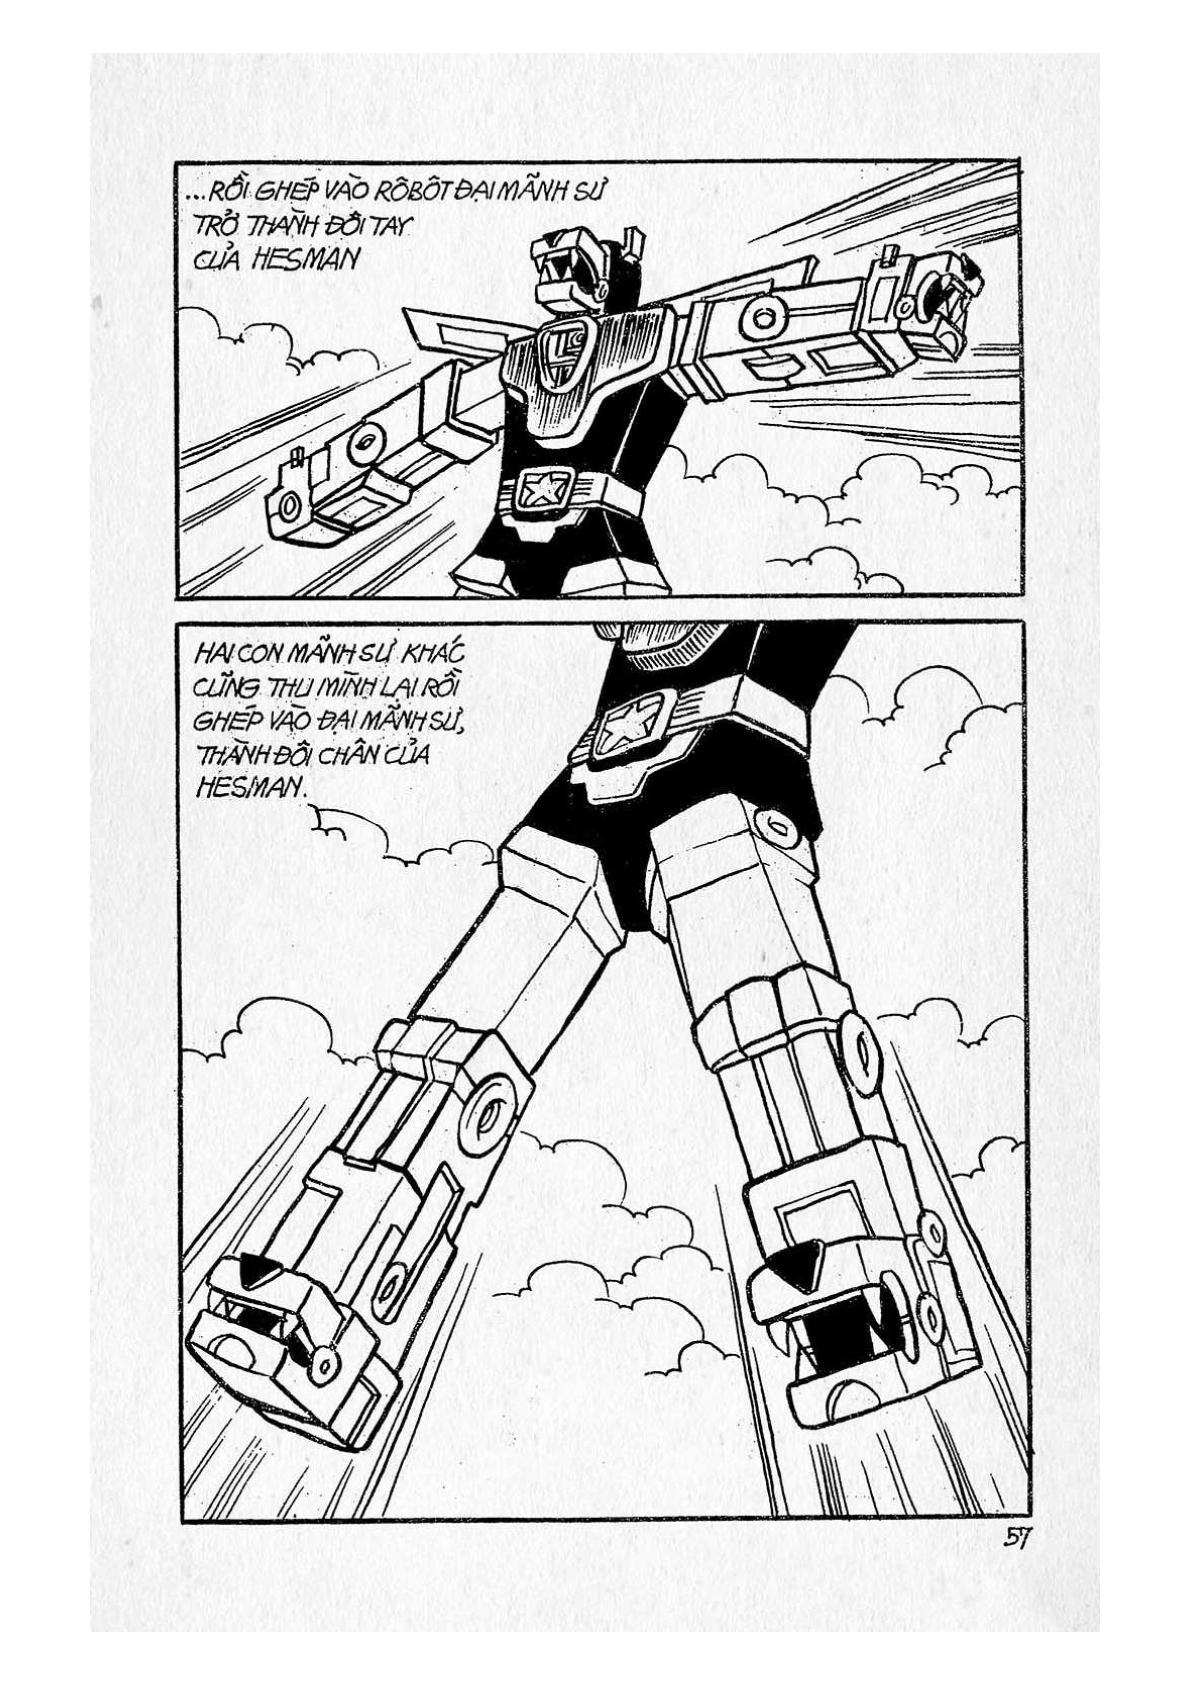 ...RỒI GHÉP VÀO RÔBÔT ĐẠI MÃNH SƯ
TRỞ THÀNH ĐÔI TAY
CỦA HESMAN
HAI CON MÃNH SƯ KHÁC
CŨNG THU MÌNH LẠI RỒI
GHÉP VÀO ĐẠI MÃNH SƯ,
THÀNH ĐÔI CHÂN CỦA
HESMAN.
57